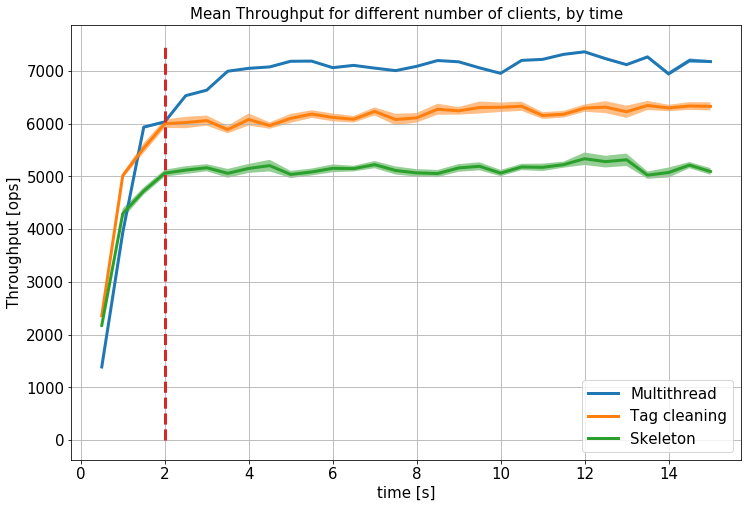 Mean Throughput for different number of clients, by time
Throughput [ops]
7000
6000
5000
4000
3000
2000
1000
0
0 2 4 6 8 10 12 14
time [s]
Multithread
Tag cleaning
Skeleton